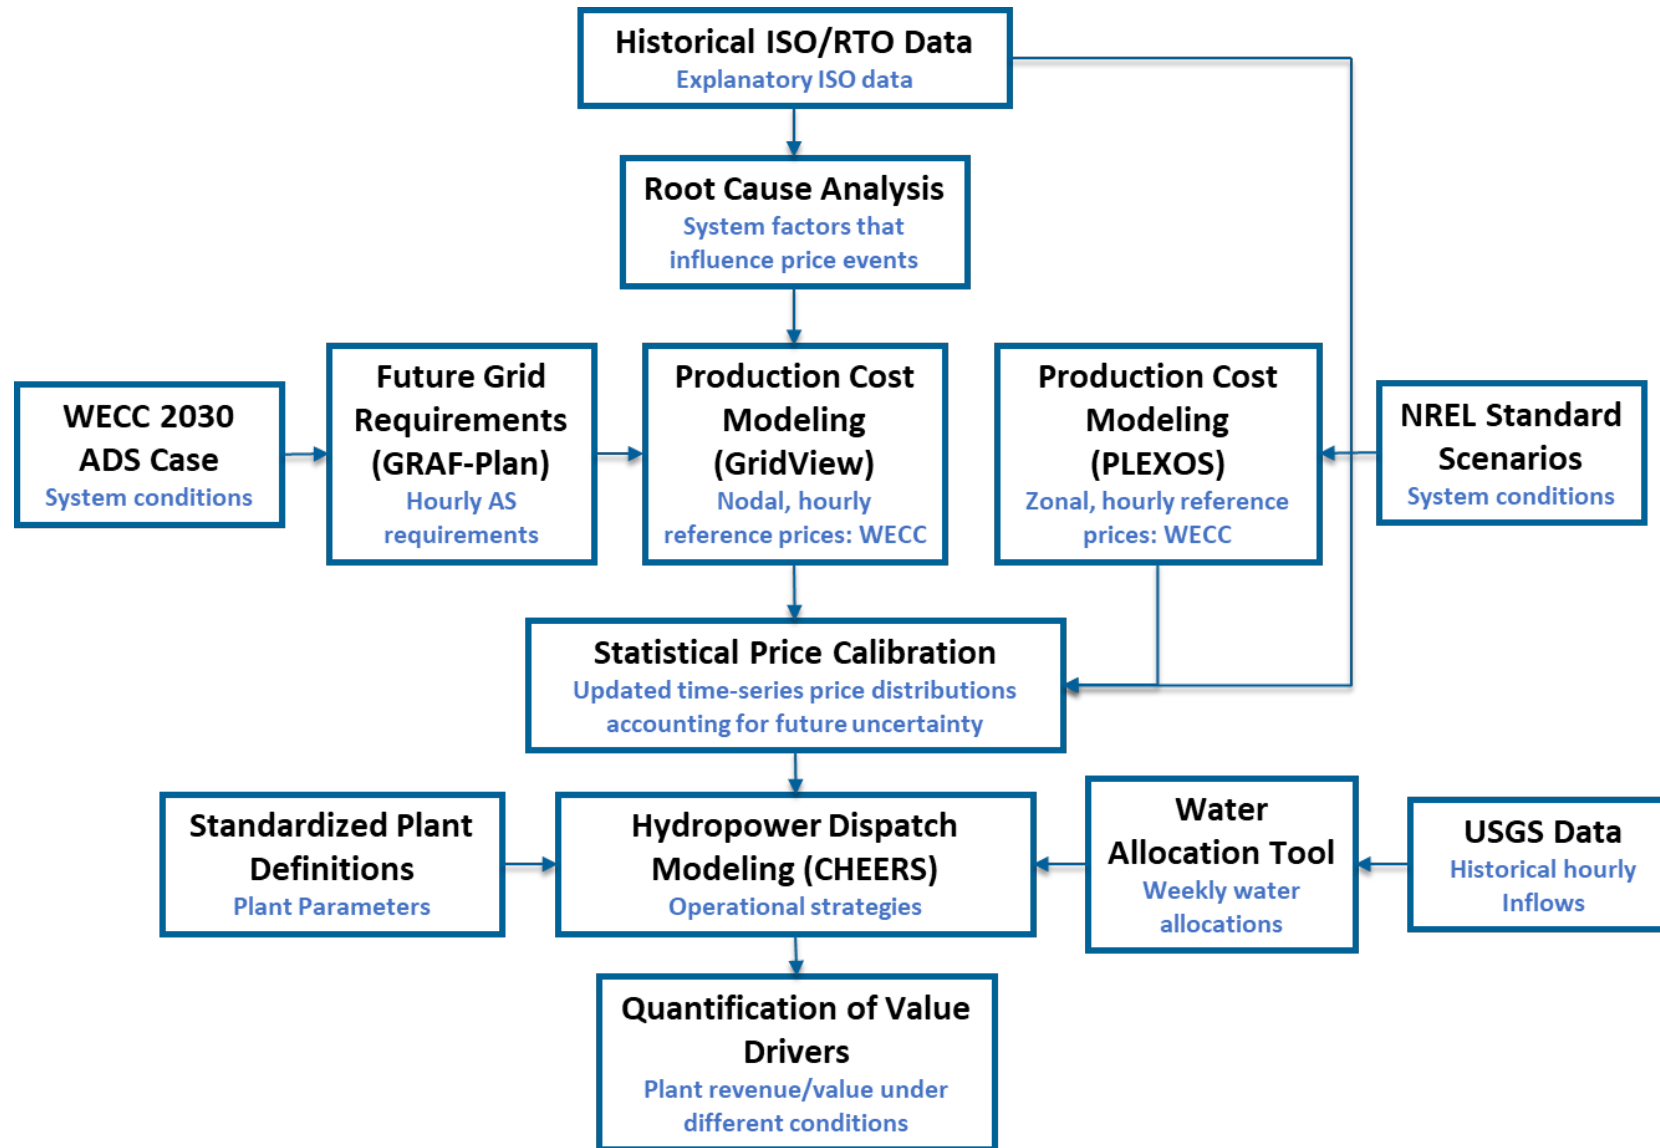 Historical ISO/RTO Data
Explanatory ISO data
Root Cause Analysis
System factors that
influence price events
WECC 2030
ADS Case
System conditions
Future Grid
Requirements
(GRAF-Plan)
Hourly AS
requirements
Production Cost
Modeling
(GridView)
Nodal, hourly
reference prices: WECC
Production Cost
Modeling
(PLEXOS)
Zonal, hourly reference
prices: WECC
NREL Standard
Scenarios
System conditions
Statistical Price Calibration
Updated time-series price distributions
accounting for future uncertainty
Standardized Plant
Definitions
Plant Parameters
Hydropower Dispatch
Modeling (CHEERS)
Operational strategies
Water
Allocation Tool
Weekly water
allocations
USGS Data
Historical hourly
Inflows
Quantification of Value
Drivers
Plant revenue/value under
different conditions